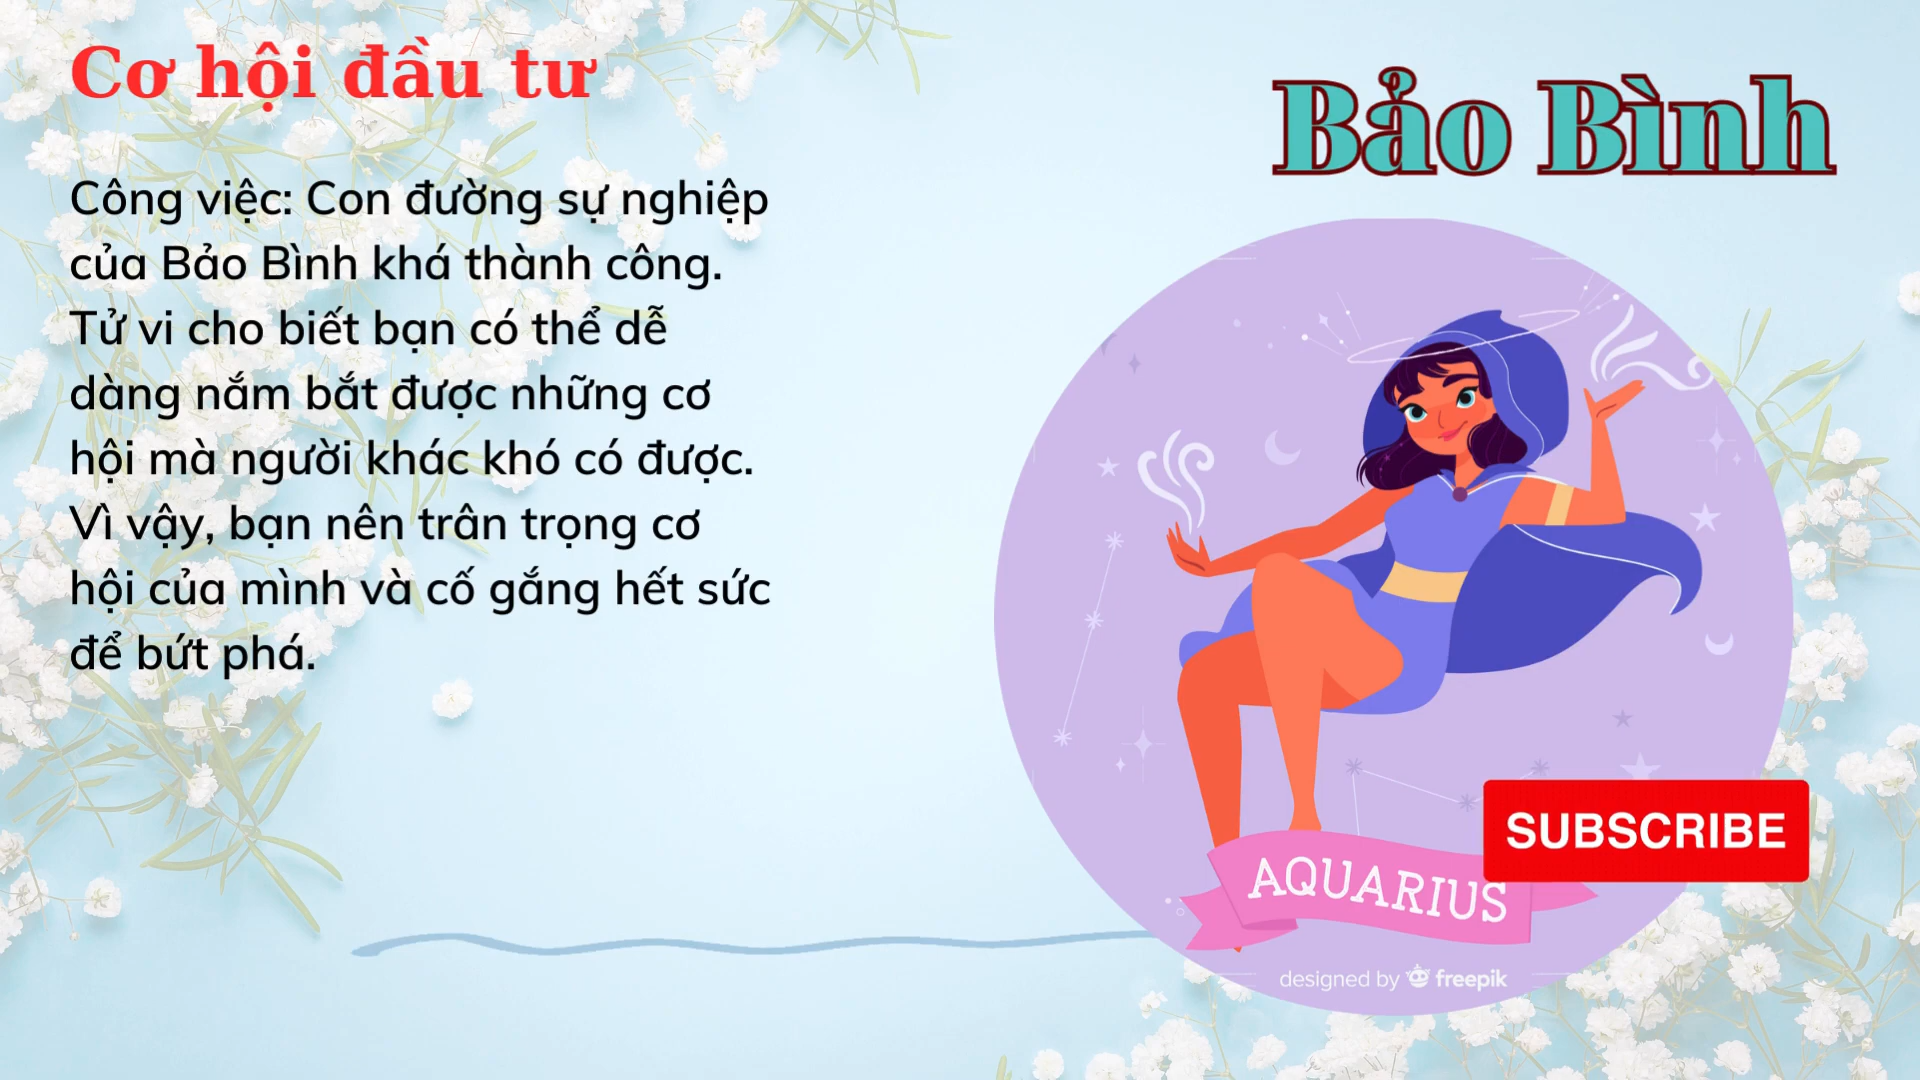 Cơ hội đầu tư
Bảo Bình
Công việc: Con đường sự nghiệp
của Bảo Bình khá thành công.
Tử vi cho biết bạn có thể dễ
dàng nắm bắt được những cơ
hội mà người khác khó có được.
Vì vậy, bạn nên trân trọng cơ
hội của mình và cố gắng hết sức
để bứt phá.
SUBSCRIBE
AQUARIUS
designed by freepik